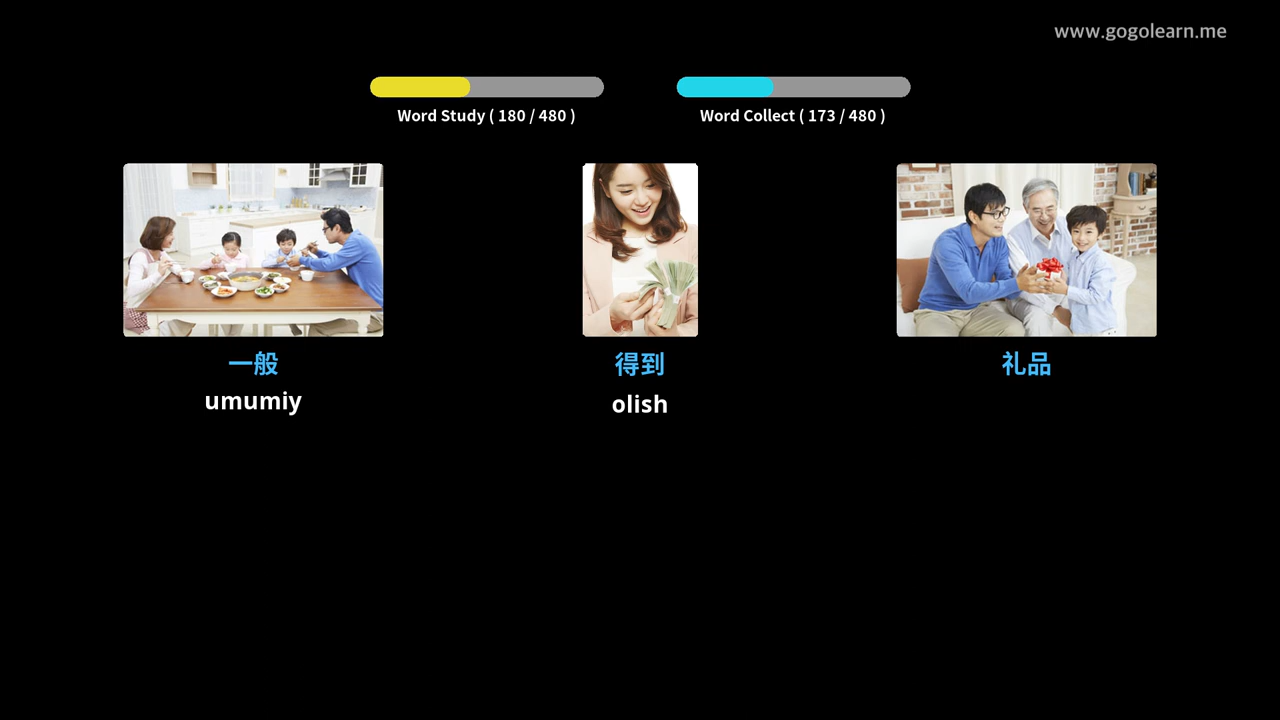 www.gogolearn.me
Word Study ( 180 / 480 )
Word Collect ( 173 / 480 )
一般
得到
礼品
umumiy
olish